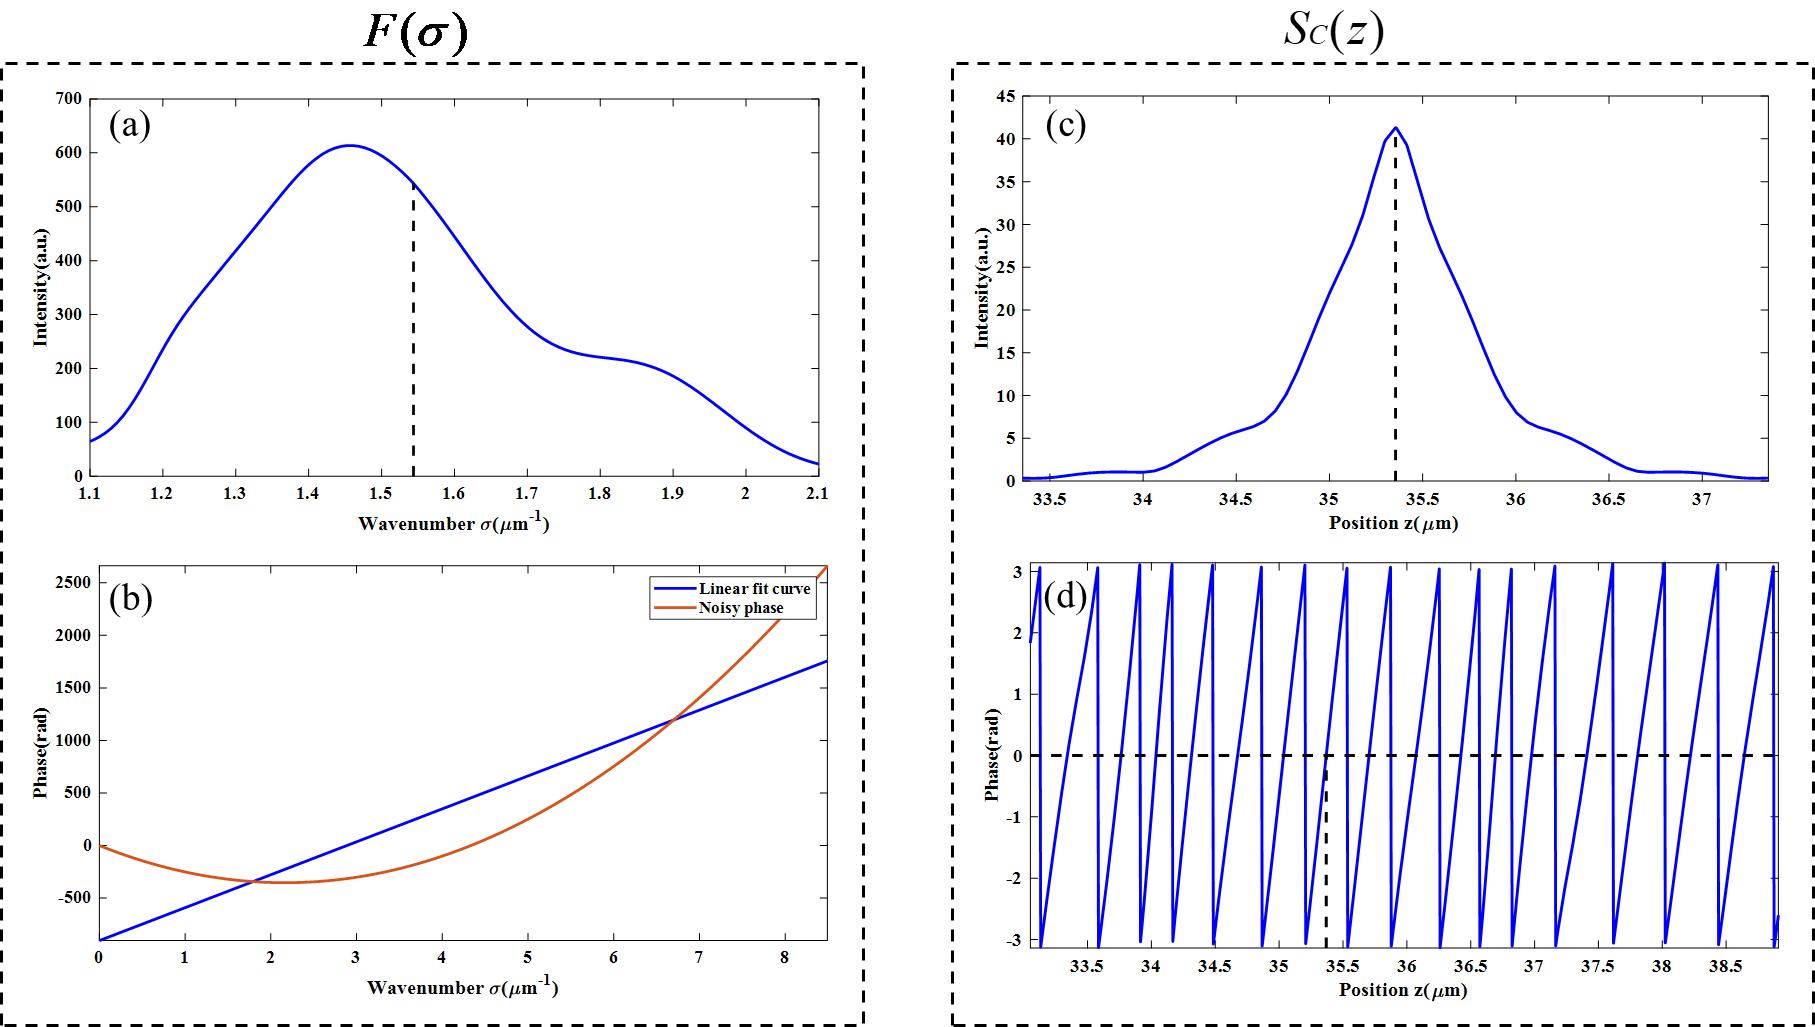 F(σ)
(a)
700
600
500
400
300
200
100
0
Intensity(a.u.)
1.1 1.2 1.3 1.4 1.5 1.6 1.7 1.8 1.9 2 2.1
Wavenumber σ(μm-1)
(b)
Linear fit curve
Noisy phase
2500
2000
1500
1000
500
0
-500
Phase(rad)
0 1 2 3 4 5 6 7 8
Wavenumber σ(μm-1)
SC(z)
(c)
45
40
35
30
25
20
15
10
5
0
Intensity(a.u.)
33.5 34 34.5 35 35.5 36 36.5 37
Position z(μm)
(d)
3
2
1
0
-1
-2
-3
Phase(rad)
33.5 34 34.5 35 35.5 36 36.5 37 37.5 38 38.5
Position z(μm)